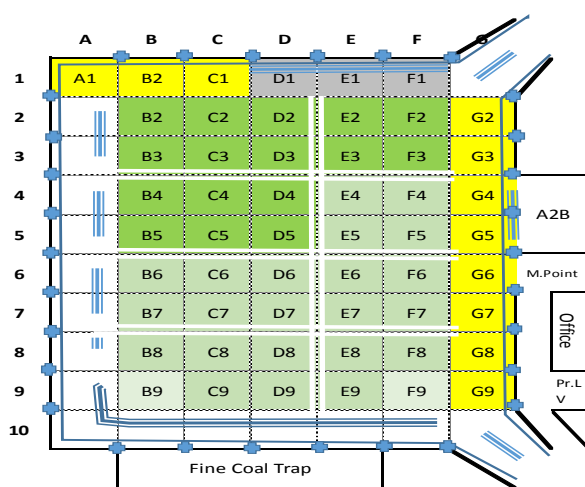 A B C D E F G
1 A1 B2 C1 D1 E1 F1
2 B2 C2 D2 E2 F2 G2
3 B3 C3 D3 E3 F3 G3
4 B4 C4 D4 E4 F4 G4
A2B
5 B5 C5 D5 E5 F5 G5
6 B6 C6 D6 E6 F6 G6 M.Point
7 B7 C7 D7 E7 F7 G7
Office
8 B8 C8 D8 E8 F8 G8
9 B9 C9 D9 E9 F9 G9 Pr.L
V
10
Fine Coal Trap